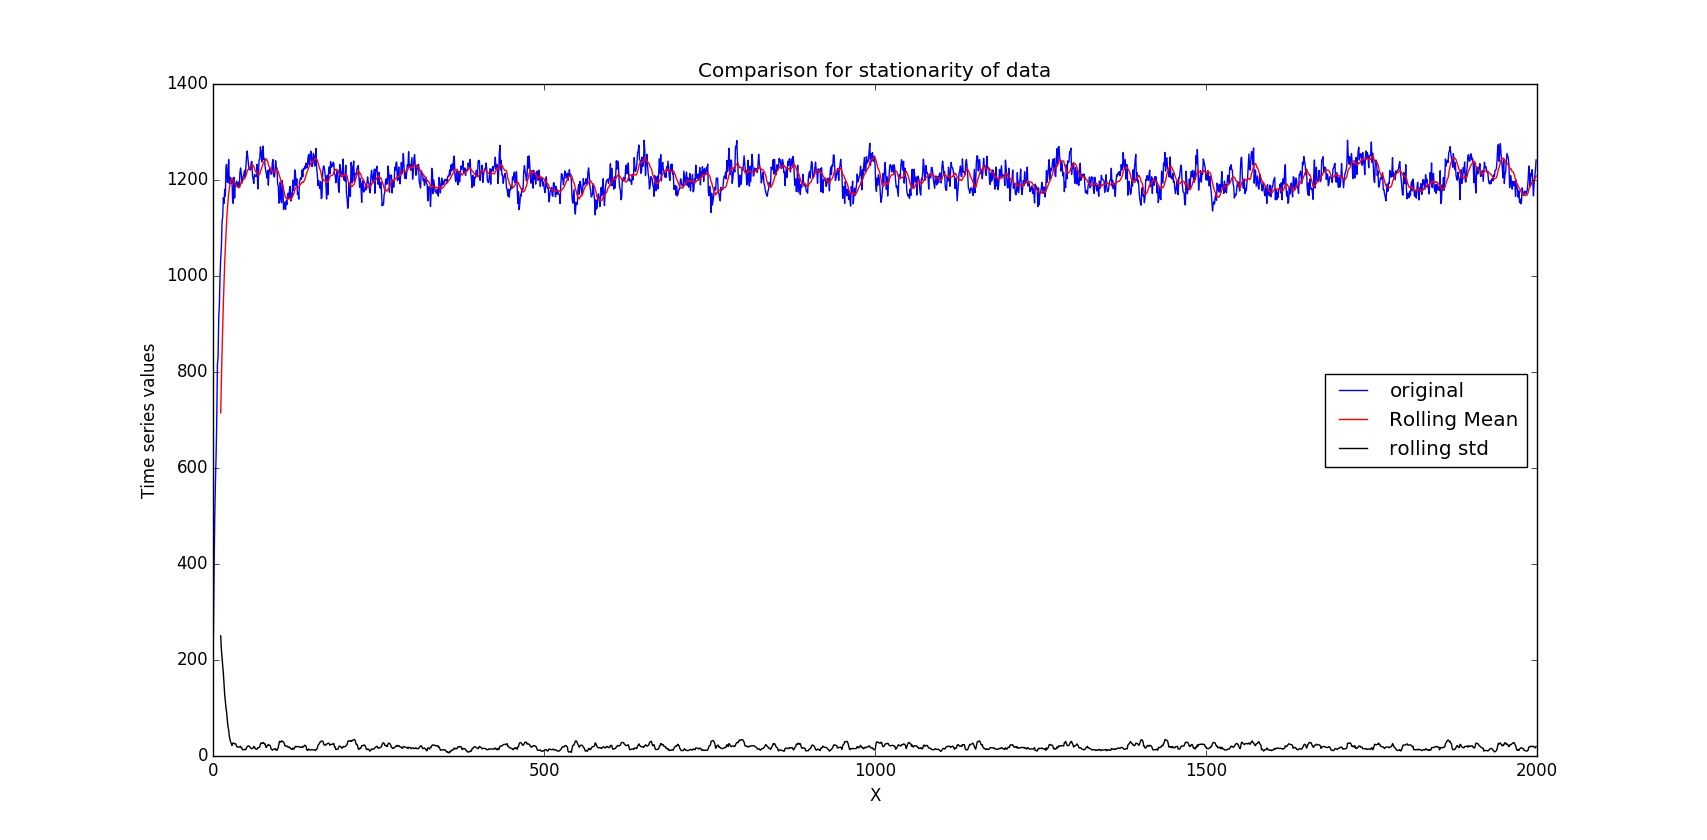 Comparison for stationarity of data
1400
1200
1000
800
600
400
200
0
Time series values
original
Rolling Mean
rolling std
0 500 1000 1500 2000
X